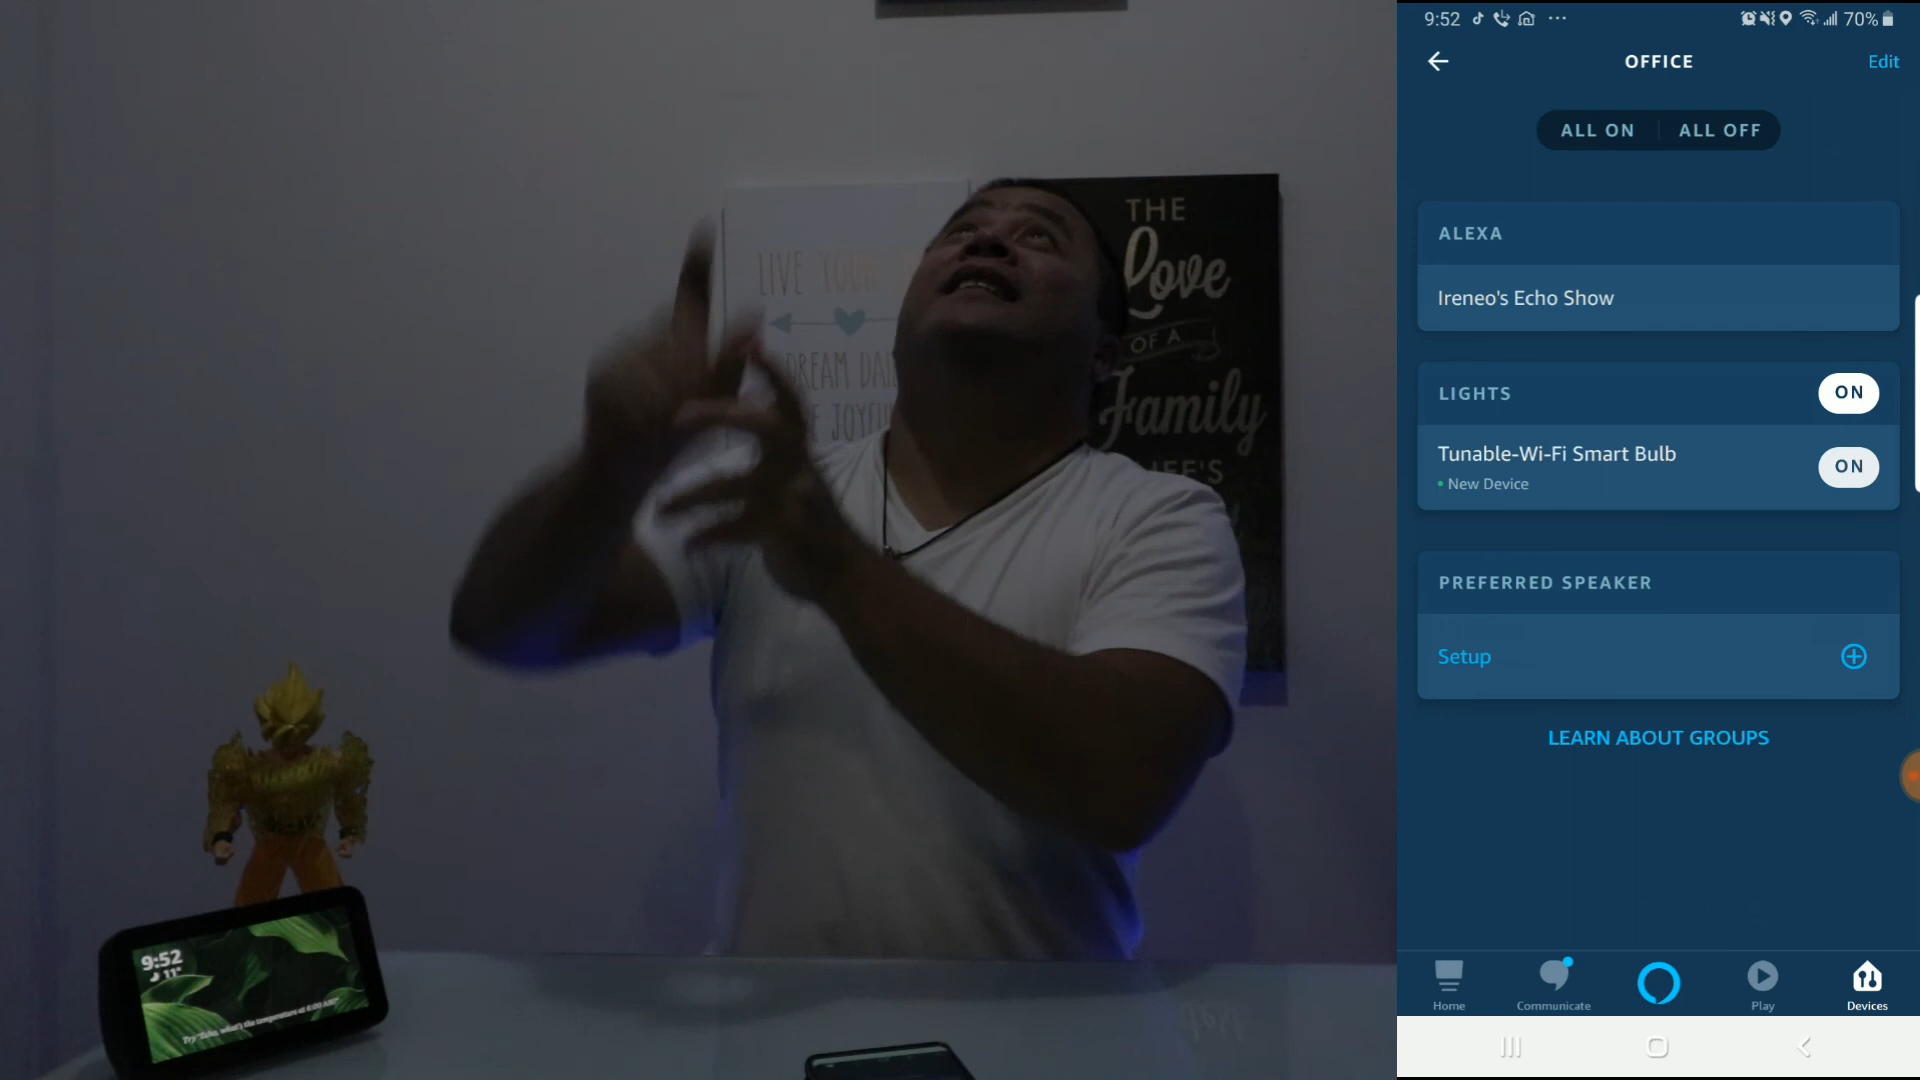 LIVE YOUR
DREAM DAI
E JOYFU
THE
Love
OF A
Family
9:52
11°
9:52
70%
OFFICE
Edit
ALL ON
ALL OFF
ALEXA
Ireneo's Echo Show
LIGHTS
ON
Tunable-Wi-Fi Smart Bulb
ON
New Device
PREFERRED SPEAKER
Setup
LEARN ABOUT GROUPS
Home
Communicate
Play
Devices